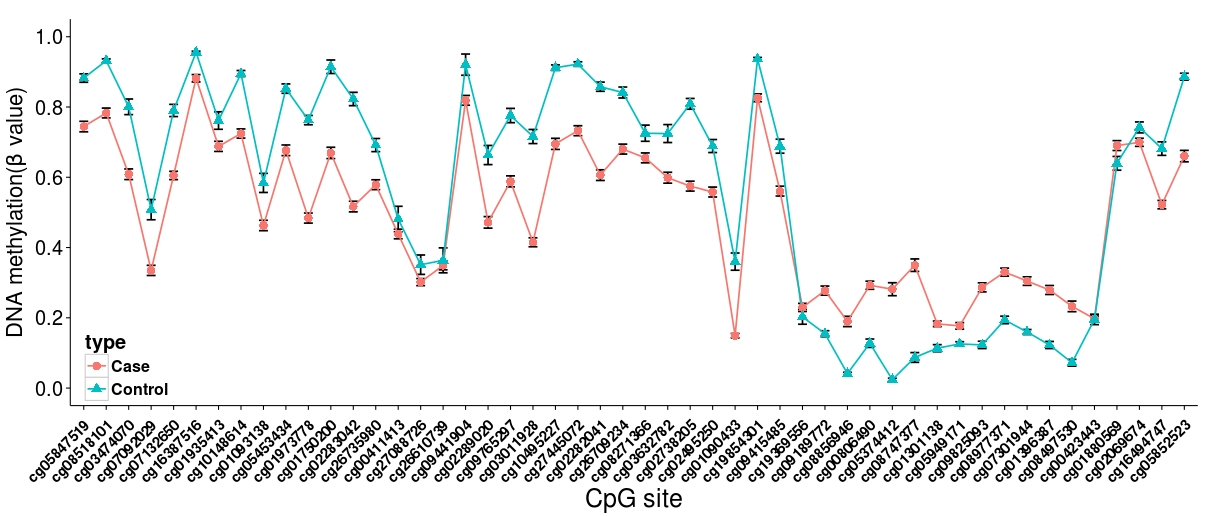 DNA methylation(β value)
1.0
0.8
0.6
0.4
0.2
0.0
type
Case
Control
cg05847519
cg08518101
cg03474070
cg07092029
cg07132650
cg16387516
cg01935413
cg10148614
cg01093138
cg05453434
cg01973778
cg01750200
cg02283042
cg26735980
cg00411413
cg27088726
cg26610739
cg09441904
cg02289020
cg09765297
cg03011928
cg10495227
cg27445072
cg02282041
cg26709234
cg08271366
cg03632782
cg02738205
cg02495250
cg01090433
cg19854301
cg09415485
cg19369556
cg09189772
cg08856946
cg00806490
cg05374412
cg08747377
cg01301138
cg05949171
cg09825093
cg08977371
cg07301944
cg01396387
cg08497530
cg00423443
cg01880569
cg02069674
cg16494747
cg05852523
CpG site